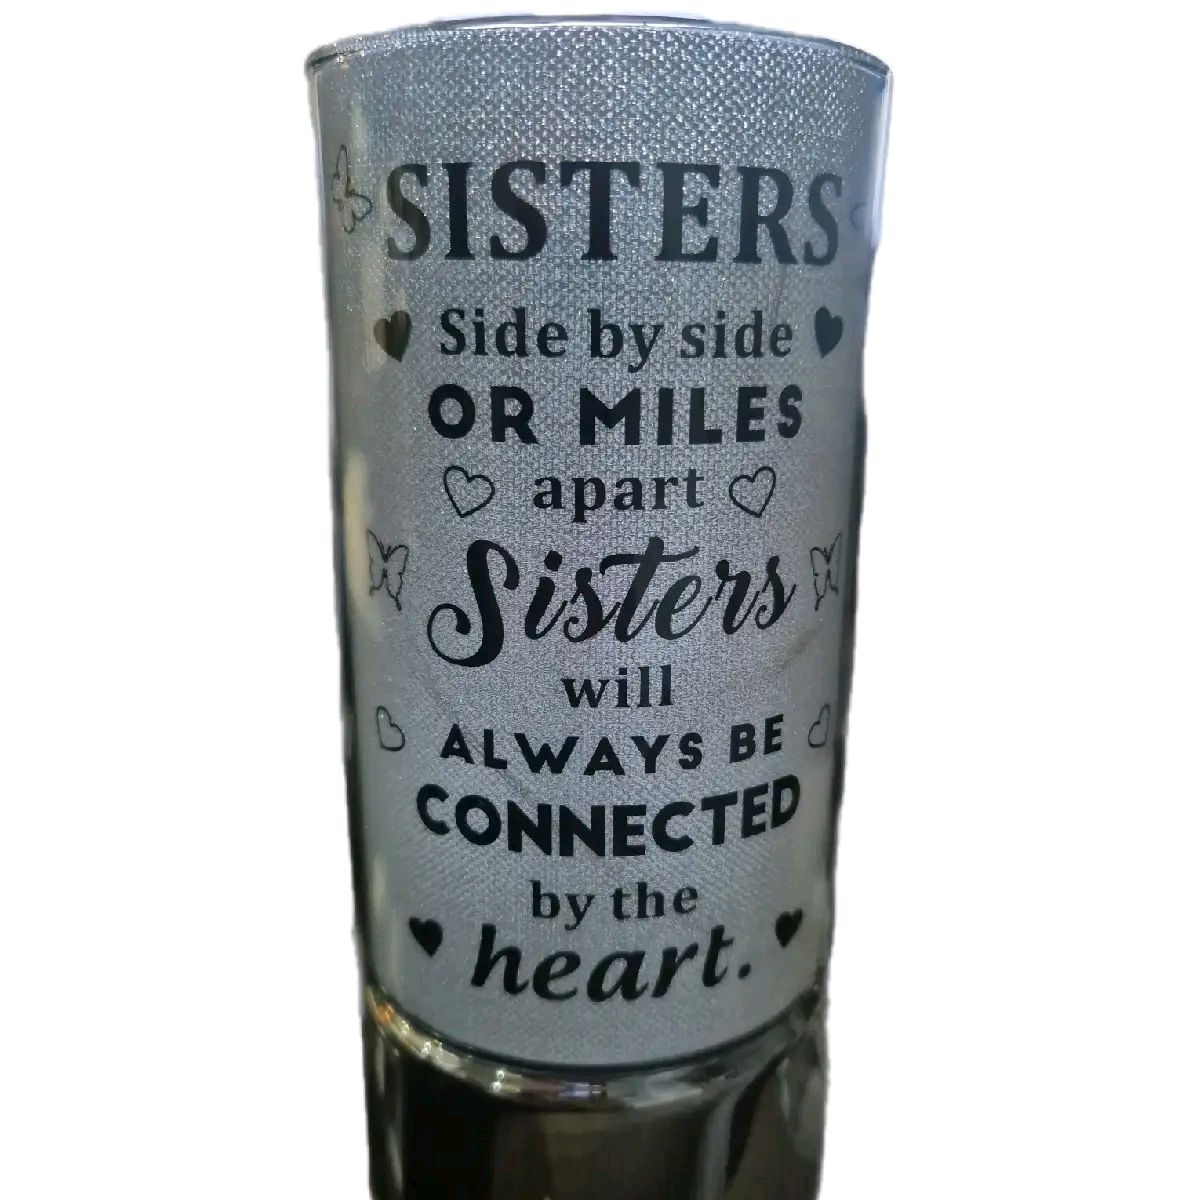 SISTERS
Side by side
OR MILES
apart
Sisters
will
ALWAYS BE
CONNECTED
by the
heart.